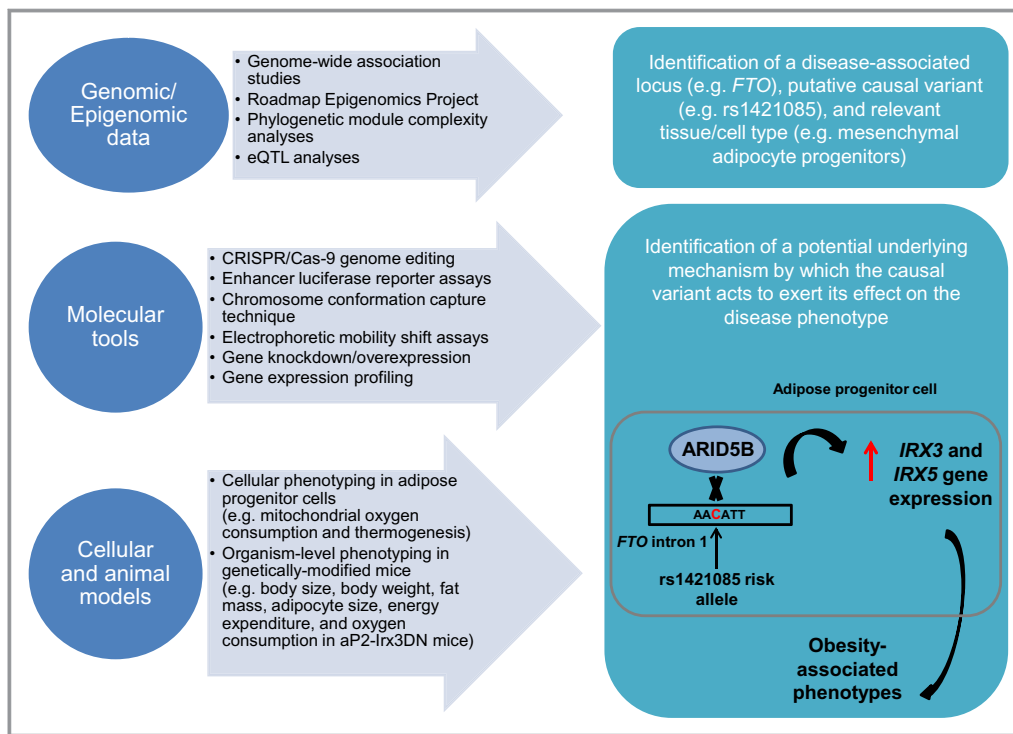 Genomic/
Epigenomic
data
• Genome-wide association
studies
• Roadmap Epigenomics Project
• Phylogenetic module complexity
analyses
• eQTL analyses
Identification of a disease-associated
locus (e.g. FTO), putative causal variant
(e.g. rs1421085), and relevant
tissue/cell type (e.g. mesenchymal
adipocyte progenitors)
Molecular
tools
• CRISPR/Cas-9 genome editing
• Enhancer luciferase reporter assays
• Chromosome conformation capture
technique
• Electrophoretic mobility shift assays
• Gene knockdown/overexpression
• Gene expression profiling
Cellular
and animal
models
• Cellular phenotyping in adipose
progenitor cells
(e.g. mitochondrial oxygen
consumption and thermogenesis)
• Organism-level phenotyping in
genetically-modified mice
(e.g. body size, body weight, fat
mass, adipocyte size, energy
expenditure, and oxygen
consumption in aP2-Irx3DN mice)
Identification of a potential underlying
mechanism by which the causal
variant acts to exert its effect on the
disease phenotype
Adipose progenitor cell
ARID5B
AACATT
FTO intron 1
rs1421085 risk
allele
IRX3 and
IRX5 gene
expression
Obesity-
associated
phenotypes